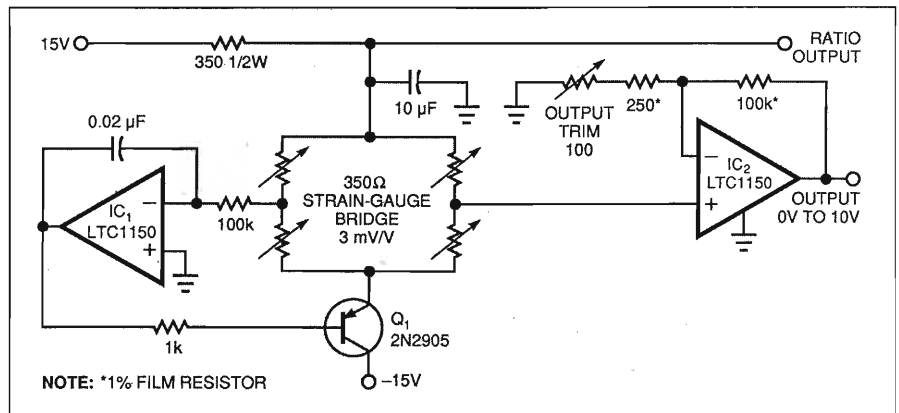 15V
350 1/2W
RATIO
OUTPUT
10 µF
OUTPUT
TRIM
100
250*
100k*
0.02 µF
IC1
LTC1150
−
+
100k
350Ω
STRAIN-GAUGE
BRIDGE
3 mV/V
−
+
IC2
LTC1150
OUTPUT
0V TO 10V
1k
Q1
2N2905
−15V
NOTE: *1% FILM RESISTOR